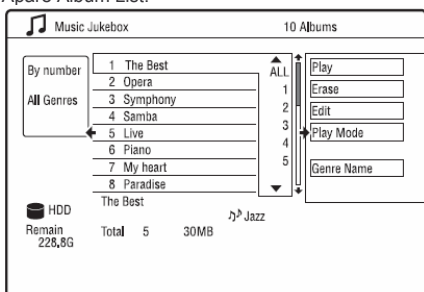 Apare Album List.
Music Jukebox 10 Albums
By number
All Genres
1 The Best
2 Opera
3 Symphony
4 Samba
5 Live
6 Piano
7 My heart
8 Paradise
ALL
1
2
3
4
5
Play
Erase
Edit
Play Mode
Genre Name
The Best
Jazz
HDD
Remain
228,8G
Total 5 30MB